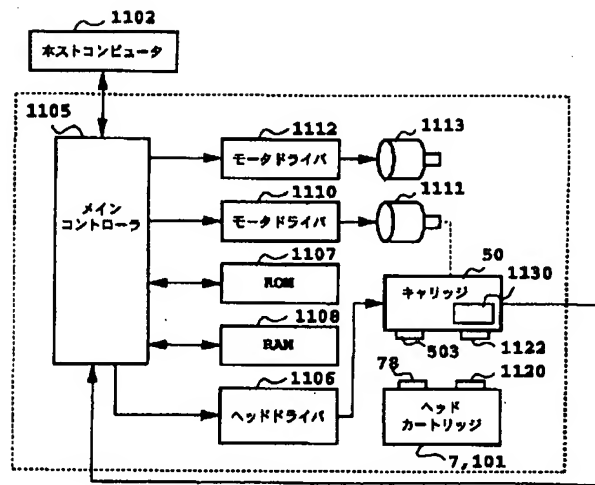 1102
ホストコンピュータ
1105
メイン
コントローラ
1112
モータドライバ
1113
1110
モータドライバ
1111
1107
ROM
1108
RAM
1106
ヘッドドライバ
50
キャリッジ
1130
503
1122
78
1120
ヘッド
カートリッジ
7,101